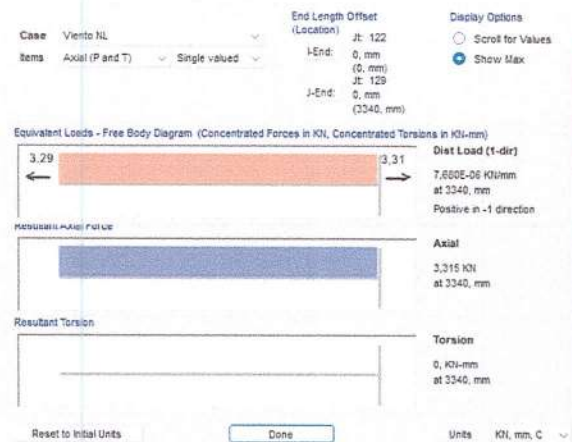 End Length Offset
(Location)
Display Options
Case Viento NL
Jt: 122
Scroll for Values
Items Axial (P and T) Single valued
I-End: 0, mm
(0, mm)
Show Max
Jt: 129
J-End: 0, mm
(3340, mm)
Equivalent Loads - Free Body Diagram (Concentrated Forces in KN, Concentrated Torsions in KN-mm)
3,29
3,31
Dist Load (1-dir)
7,680E-06 KN/mm
at 3340, mm
Positive in -1 direction
Resultant Axial Force
Axial
3,315 KN
at 3340, mm
Resultant Torsion
Torsion
0, KN-mm
at 3340, mm
Reset to Initial Units
Done
Units KN, mm, C